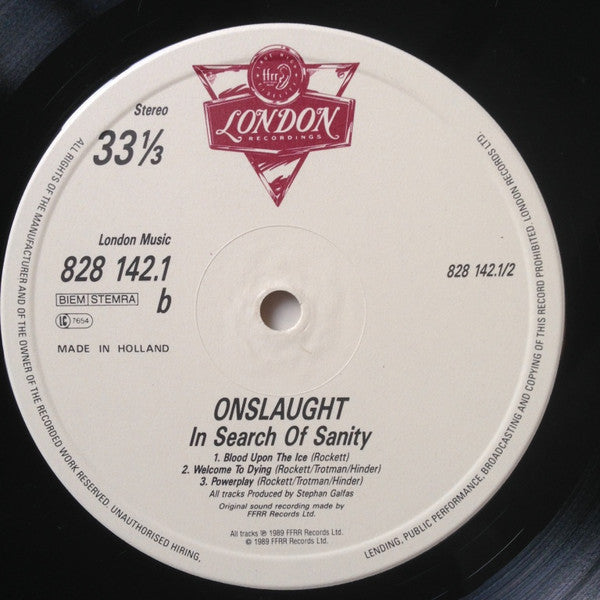 FULL FREQUENCY
ffrr
LONDON
RECORDINGS
Stereo
33⅓
London Music
828 142.1
b
BIEM STEMRA
LC 7654
MADE IN HOLLAND
828 142.1/2
ONSLAUGHT
In Search Of Sanity
1. Blood Upon The Ice (Rockett)
2. Welcome To Dying (Rockett/Trotman/Hinder)
3. Powerplay (Rockett/Trotman/Hinder)
All tracks Produced by Stephan Galfas
Original sound recording made by
FFRR Records Ltd.
All tracks ℗ 1989 FFRR Records Ltd.
© 1989 FFRR Records Ltd.
ALL RIGHTS OF THE MANUFACTURER AND OF THE OWNER OF THE RECORDED WORK RESERVED. UNAUTHORISED HIRING,
LENDING, PUBLIC PERFORMANCE, BROADCASTING AND COPYING OF THIS RECORD PROHIBITED. LONDON RECORDS LTD.